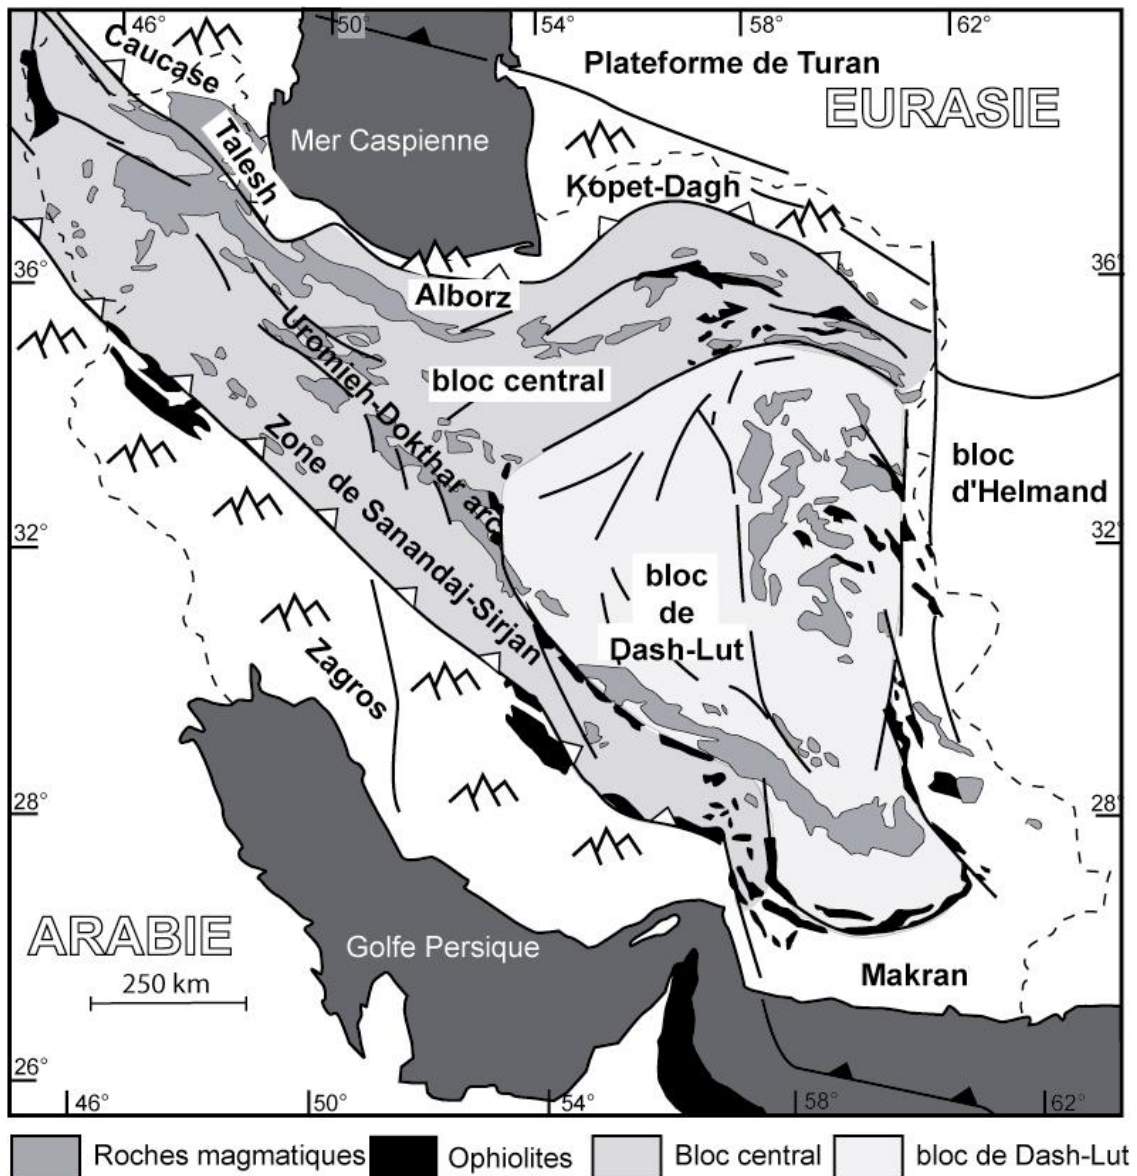 46°
50°
54°
58°
62°
Caucase
Plateforme de Turan
EURASIE
Mer Caspienne
Talesh
Kopet-Dagh
36°
36°
Alborz
Uromieh-Dokthar arc
bloc central
Zone de Sanandaj-Sirjan
bloc
d'Helmand
32°
32°
bloc
de
Dash-Lut
Zagros
28°
28°
ARABIE
Golfe Persique
250 km
Makran
26°
46°
50°
54°
58°
62°
Roches magmatiques
Ophiolites
Bloc central
bloc de Dash-Lut